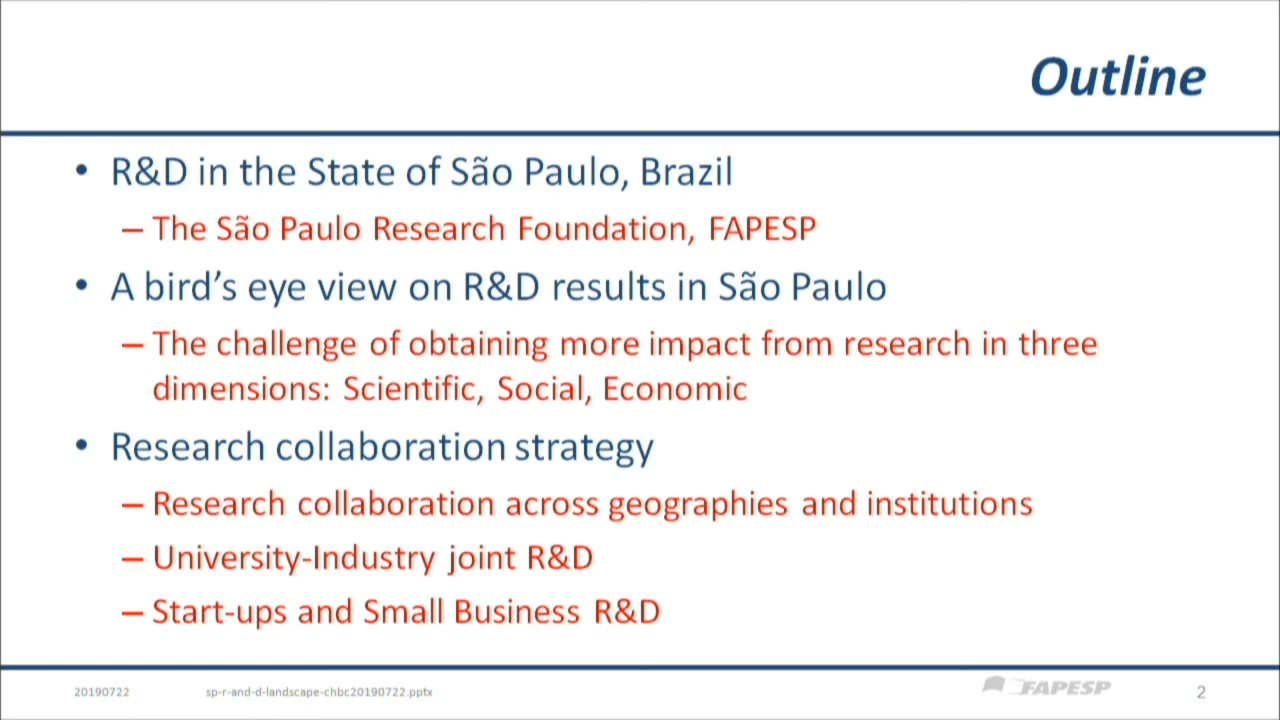 Outline
• R&D in the State of São Paulo, Brazil
– The São Paulo Research Foundation, FAPESP
• A bird’s eye view on R&D results in São Paulo
– The challenge of obtaining more impact from research in three
dimensions: Scientific, Social, Economic
• Research collaboration strategy
– Research collaboration across geographies and institutions
– University-Industry joint R&D
– Start-ups and Small Business R&D
20190722 sp-r-and-d-landscape-chbc20190722.pptx FAPESP 2